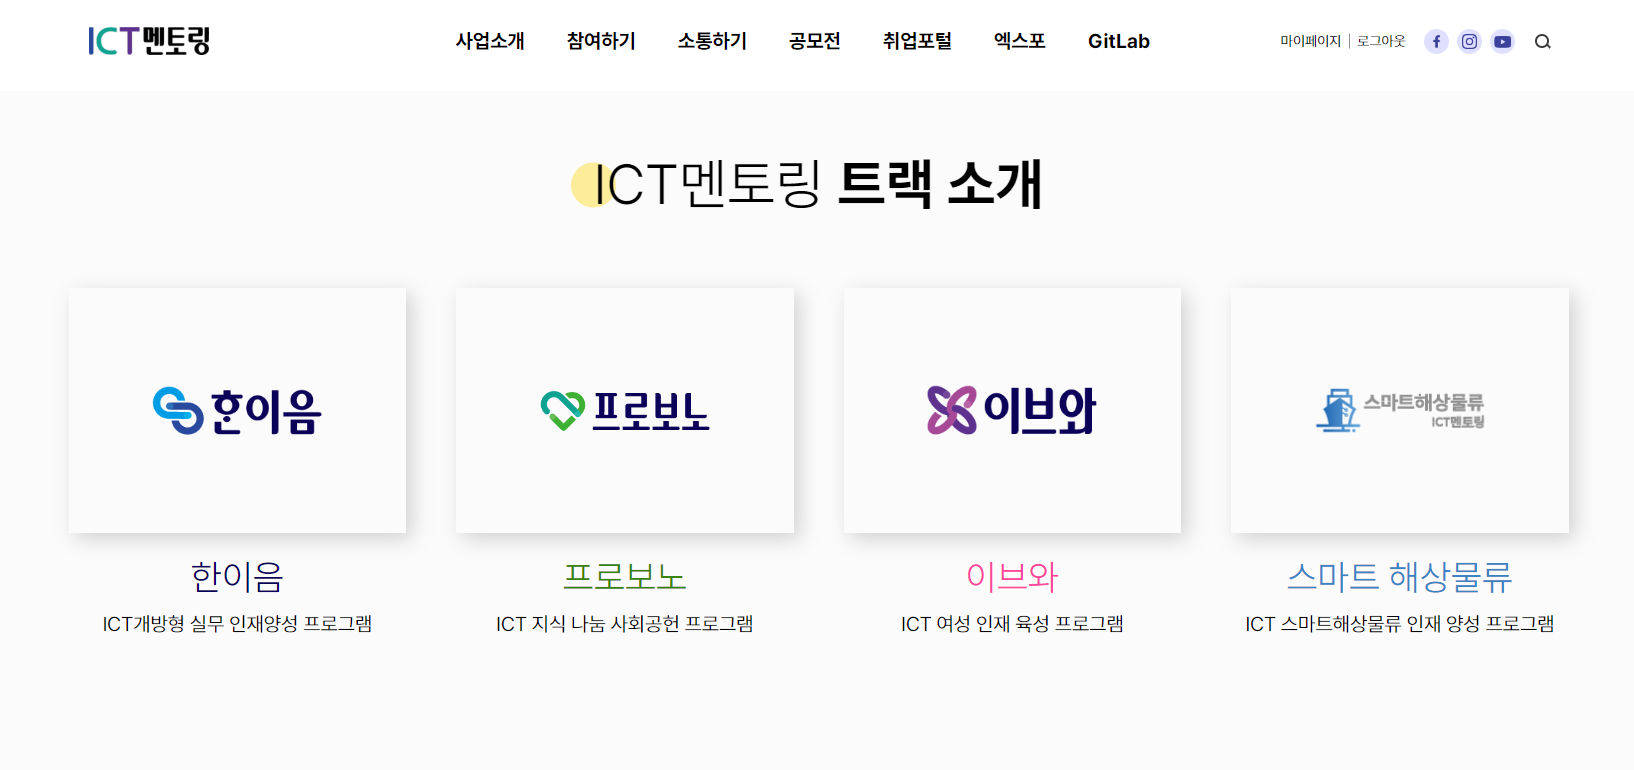 ICT멘토링
사업소개 참여하기 소통하기 공모전 취업포털 엑스포 GitLab
마이페이지 | 로그아웃
ICT멘토링 트랙 소개
한이음
프로보노
이브와
스마트해상물류
ICT멘토링
한이음
ICT개방형 실무 인재양성 프로그램
프로보노
ICT 지식 나눔 사회공헌 프로그램
이브와
ICT 여성 인재 육성 프로그램
스마트 해상물류
ICT 스마트해상물류 인재 양성 프로그램